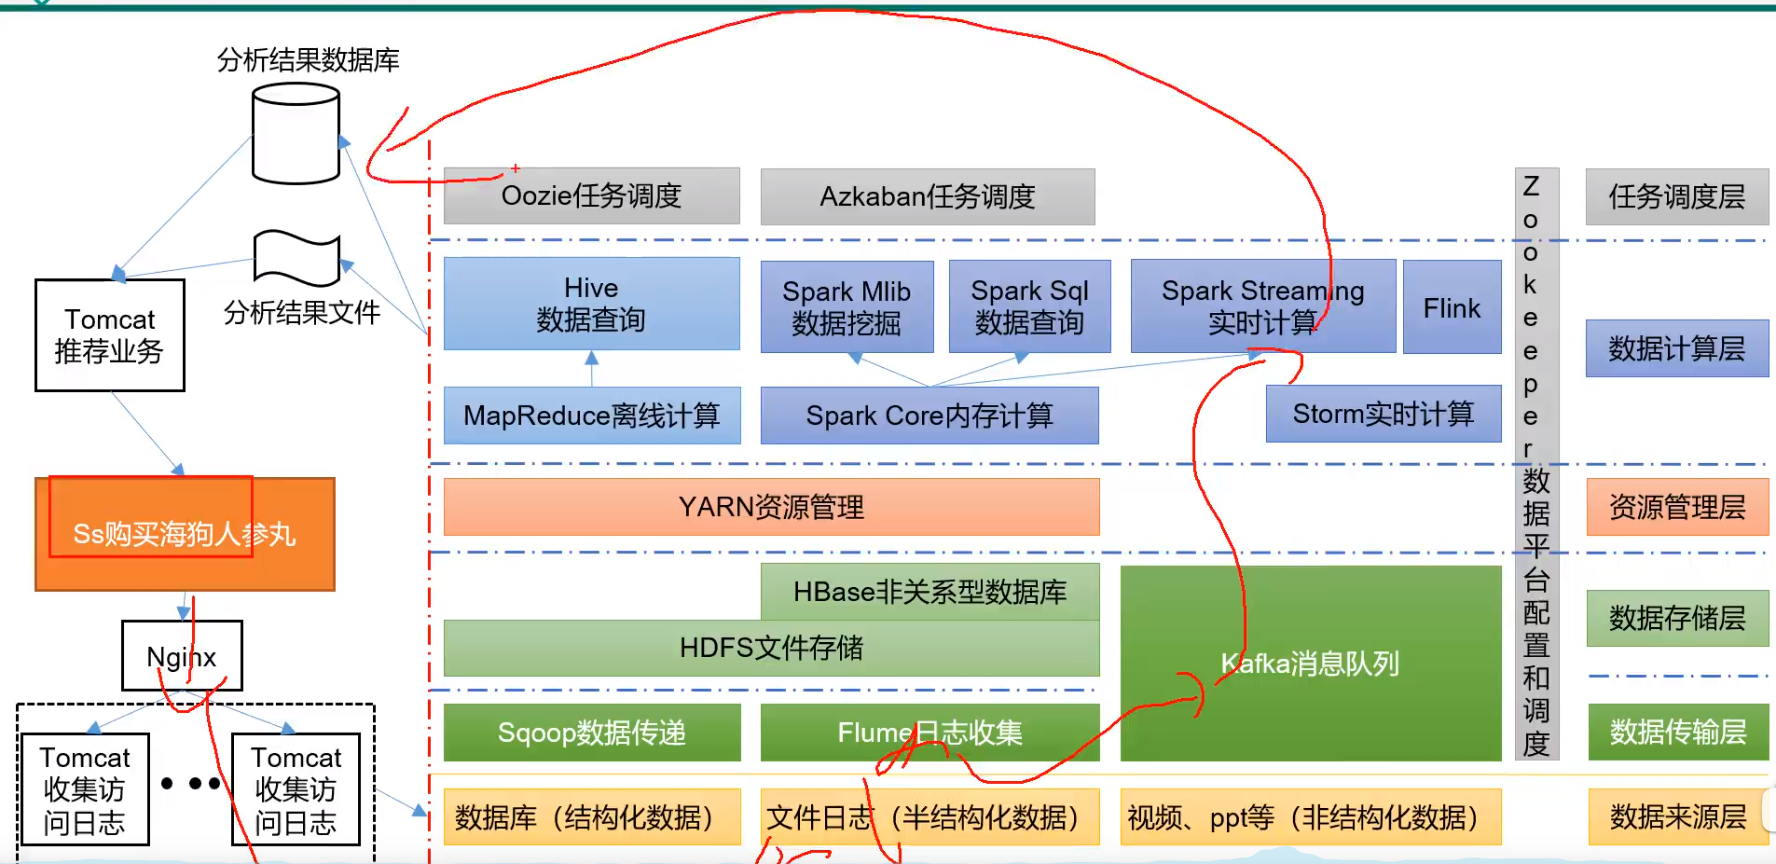 分析结果数据库
分析结果文件
Tomcat
推荐业务
Ss购买海狗人参丸
Nginx
Tomcat
收集访
问日志
Tomcat
收集访
问日志
Oozie任务调度
Azkaban任务调度
任务调度层
Hive
数据查询
Spark Mlib
数据挖掘
Spark Sql
数据查询
Spark Streaming
实时计算
Flink
数据计算层
MapReduce离线计算
Spark Core内存计算
Storm实时计算
YARN资源管理
资源管理层
HBase非关系型数据库
HDFS文件存储
Kafka消息队列
数据存储层
Sqoop数据传递
Flume日志收集
数据传输层
数据库（结构化数据）
文件日志（半结构化数据）
视频、ppt等（非结构化数据）
数据来源层
Zookeeper数据平台配置和调度